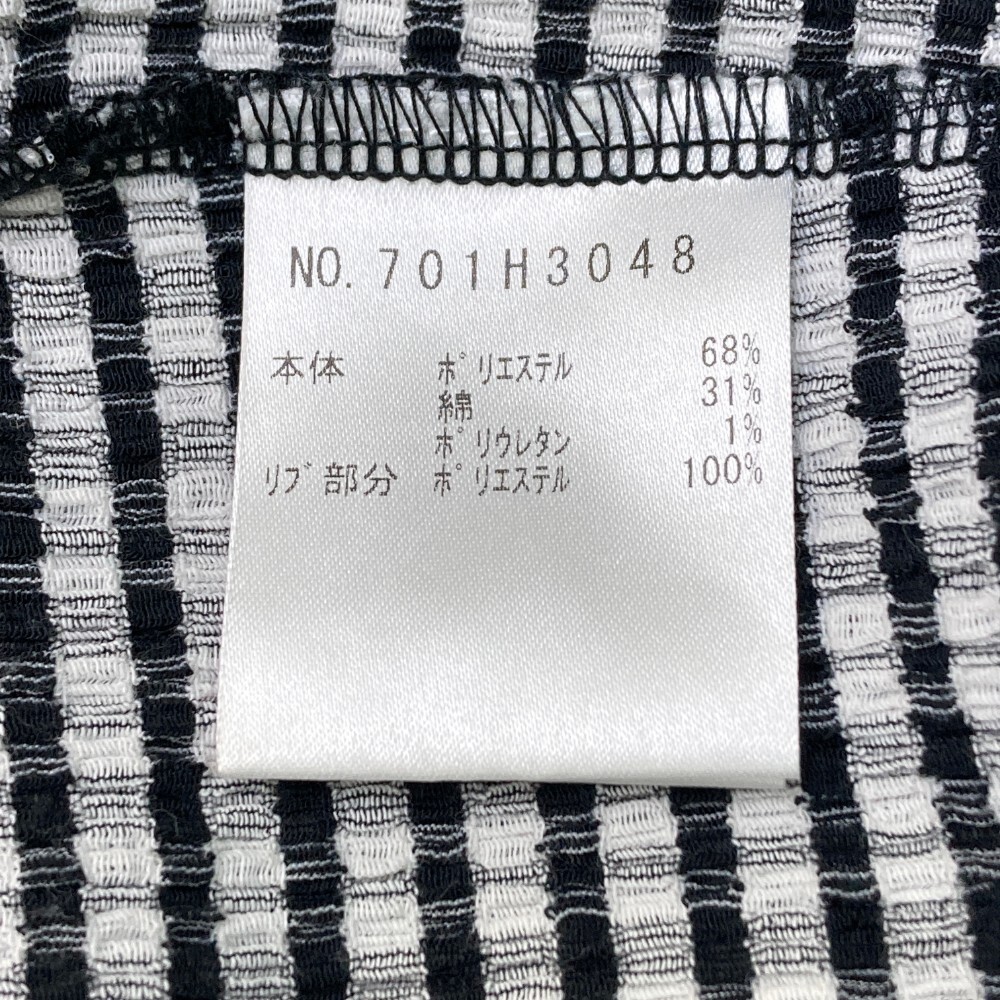 NO. 701H3048
本体 ポリエステル 68%
綿 31%
ポリウレタン 1%
リブ部分 ポリエステル 100%